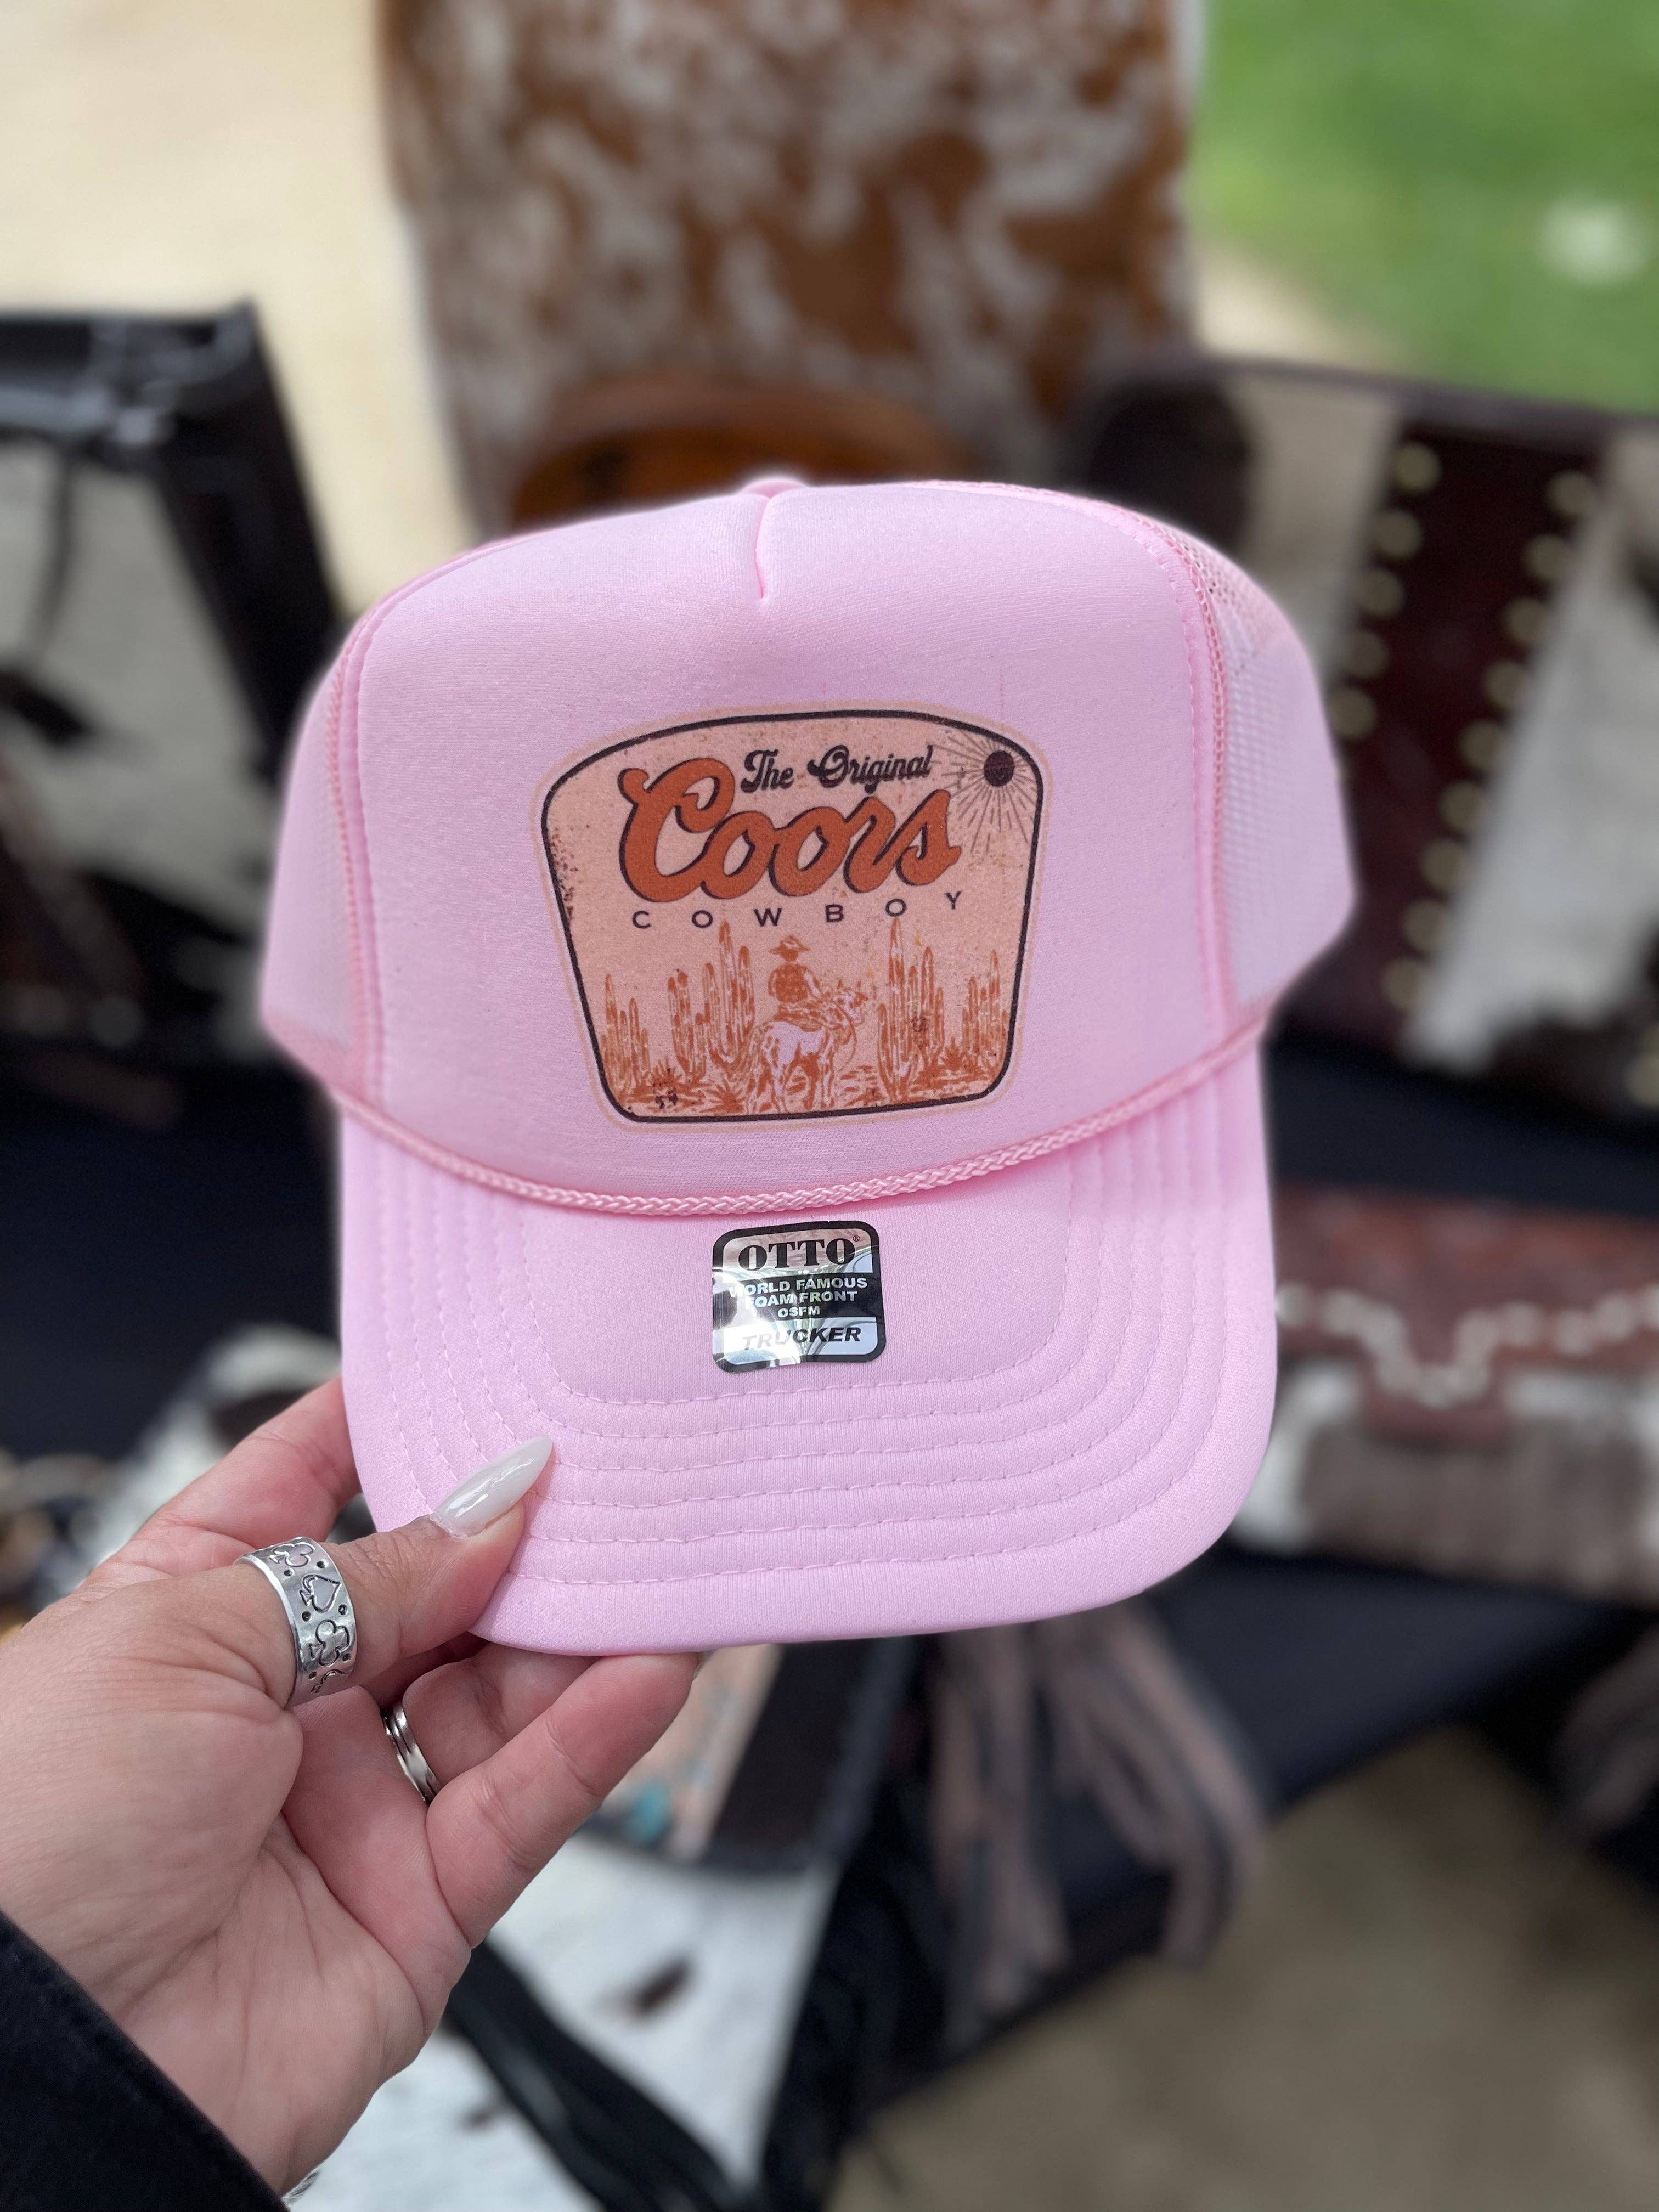 The Original
Coors
COWBOY
OTTO®
WORLD FAMOUS
FOAM FRONT
OSFM
TRUCKER